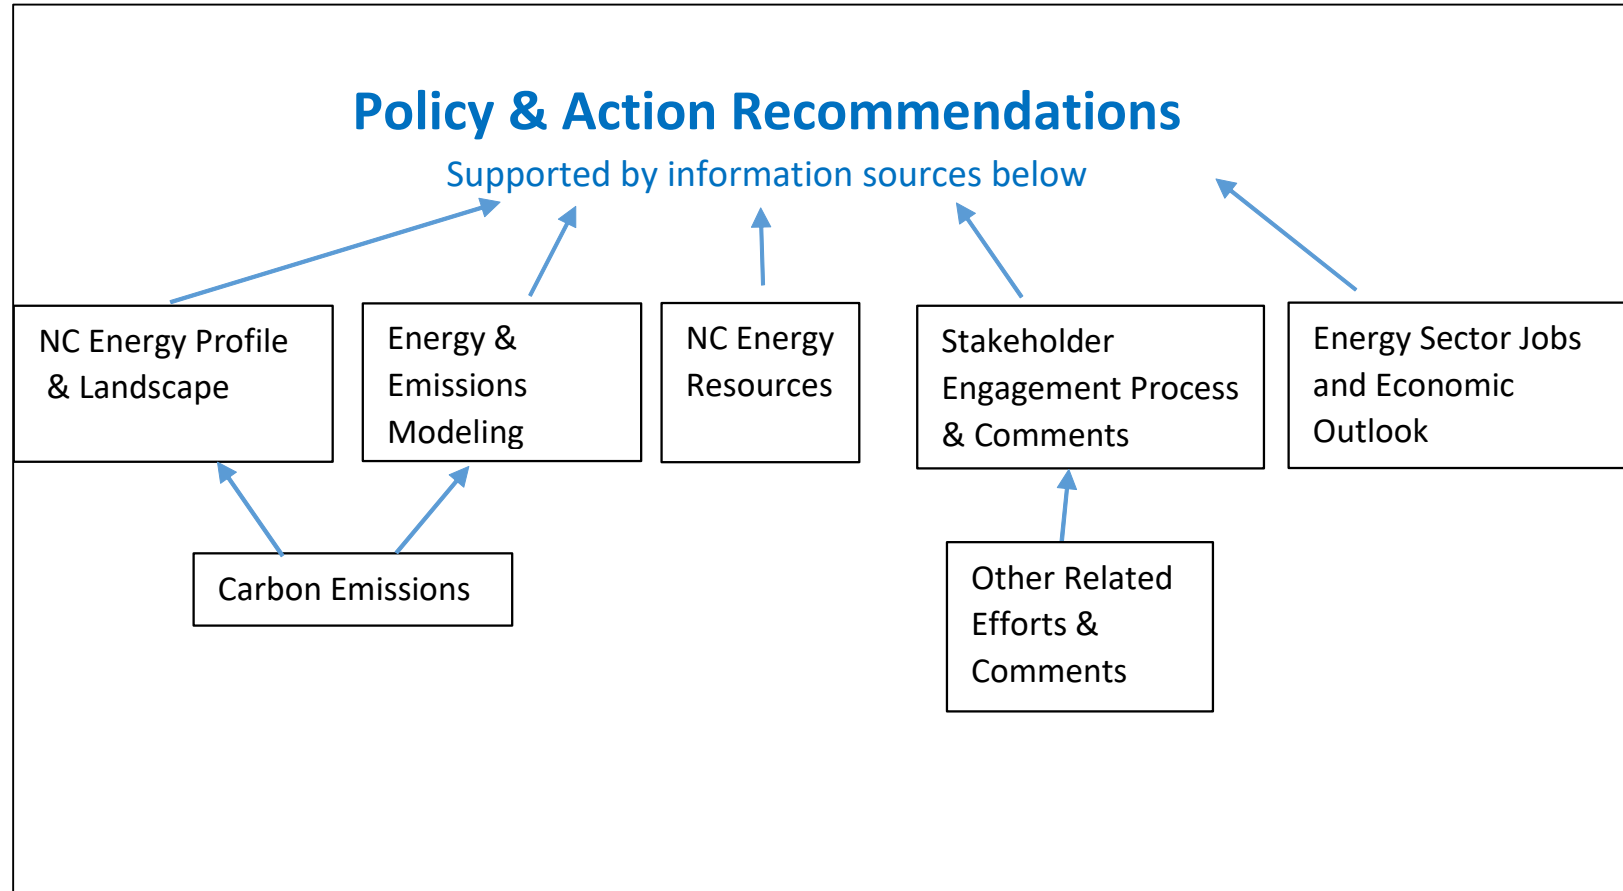 Policy & Action Recommendations
Supported by information sources below
NC Energy Profile
& Landscape
Energy &
Emissions
Modeling
NC Energy
Resources
Stakeholder
Engagement Process
& Comments
Energy Sector Jobs
and Economic
Outlook
Carbon Emissions
Other Related
Efforts &
Comments